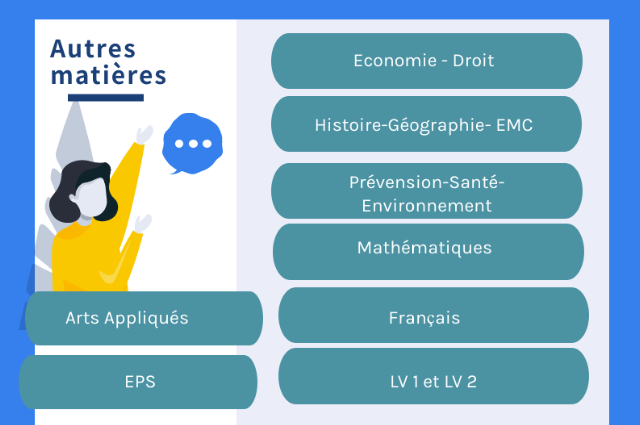 Autres
matières
Economie - Droit
Histoire-Géographie- EMC
Prévension-Santé-
Environnement
Mathématiques
Arts Appliqués
Français
EPS
LV 1 et LV 2